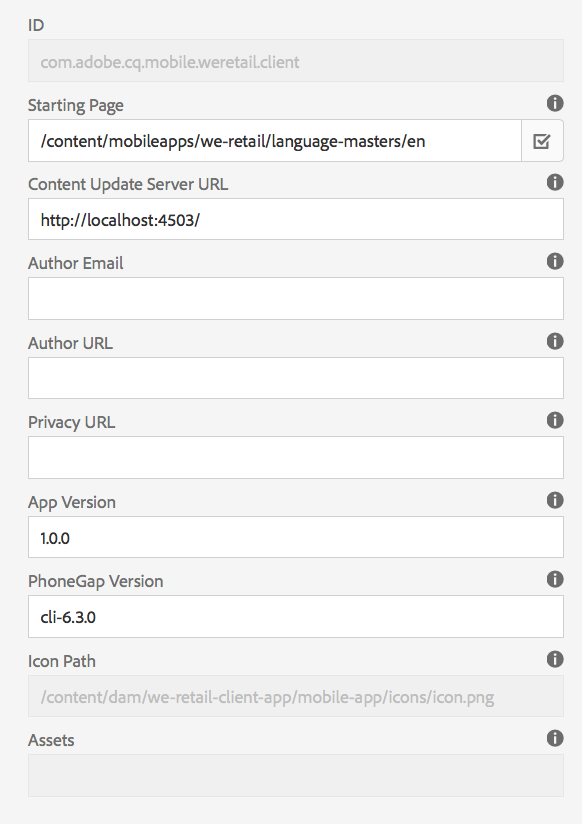 ID
com.adobe.cq.mobile.weretail.client
Starting Page
/content/mobileapps/we-retail/language-masters/en
Content Update Server URL
http://localhost:4503/
Author Email
Author URL
Privacy URL
App Version
1.0.0
PhoneGap Version
cli-6.3.0
Icon Path
/content/dam/we-retail-client-app/mobile-app/icons/icon.png
Assets